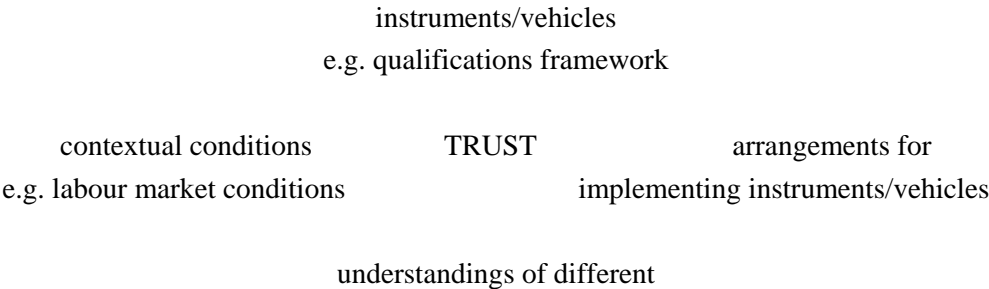 instruments/vehicles
e.g. qualifications framework
contextual conditions TRUST arrangements for
e.g. labour market conditions implementing instruments/vehicles
understandings of different